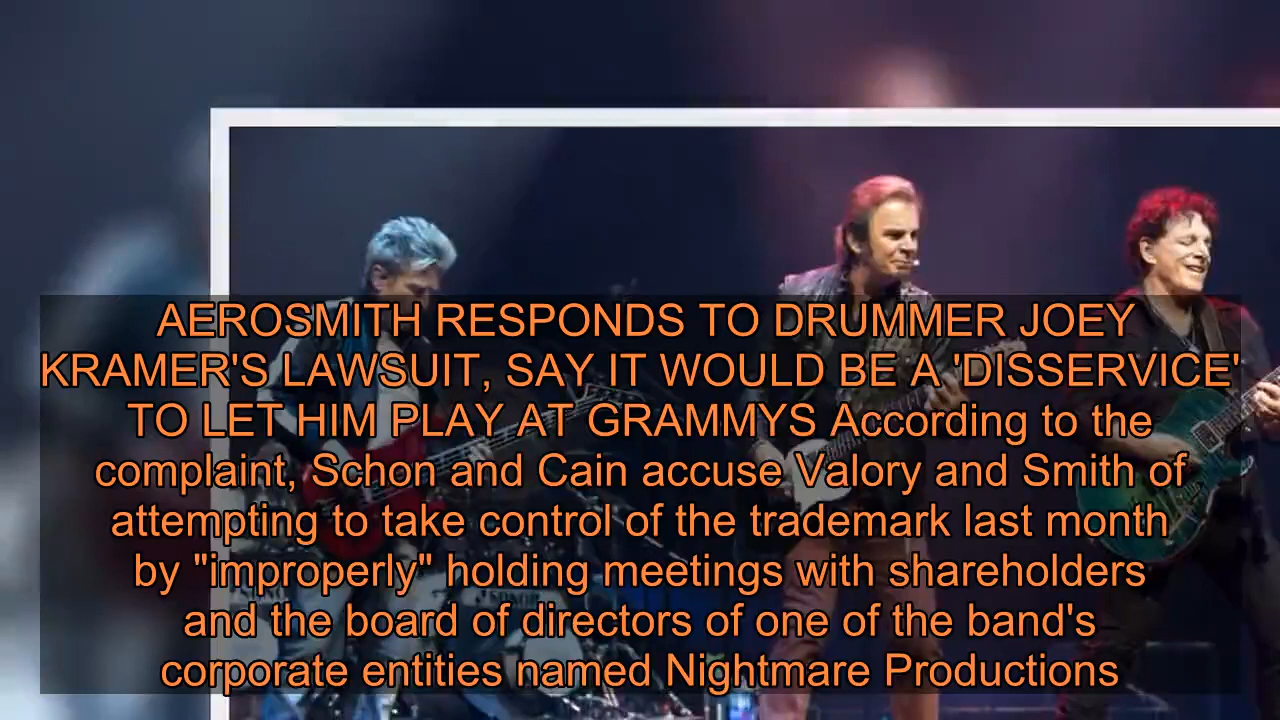 AEROSMITH RESPONDS TO DRUMMER JOEY
KRAMER'S LAWSUIT, SAY IT WOULD BE A 'DISSERVICE'
TO LET HIM PLAY AT GRAMMYS According to the
complaint, Schon and Cain accuse Valory and Smith of
attempting to take control of the trademark last month
by "improperly" holding meetings with shareholders
and the board of directors of one of the band's
corporate entities named Nightmare Productions